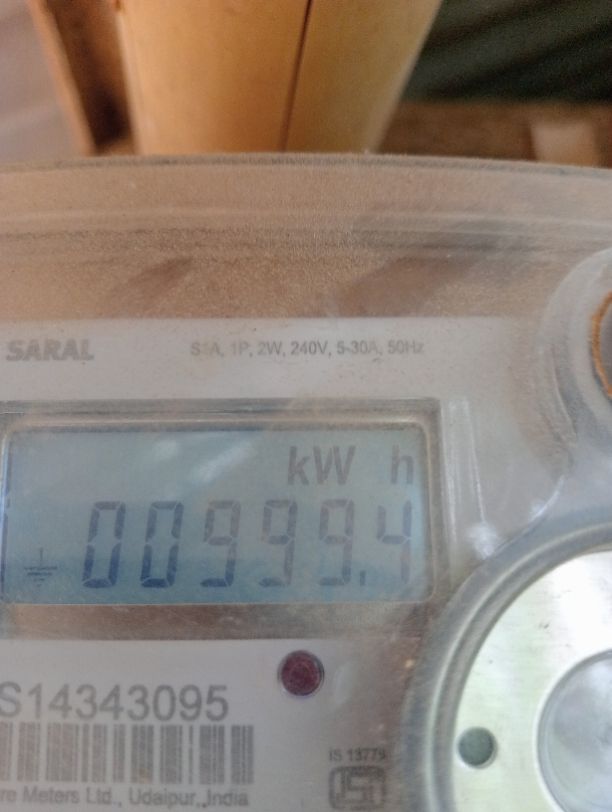 SARAL
S1A, 1P, 2W, 240V, 5-30A, 50Hz
kW h
00999.4
S14343095
IS 13779
ISI
re Meters Ltd., Udaipur,,India